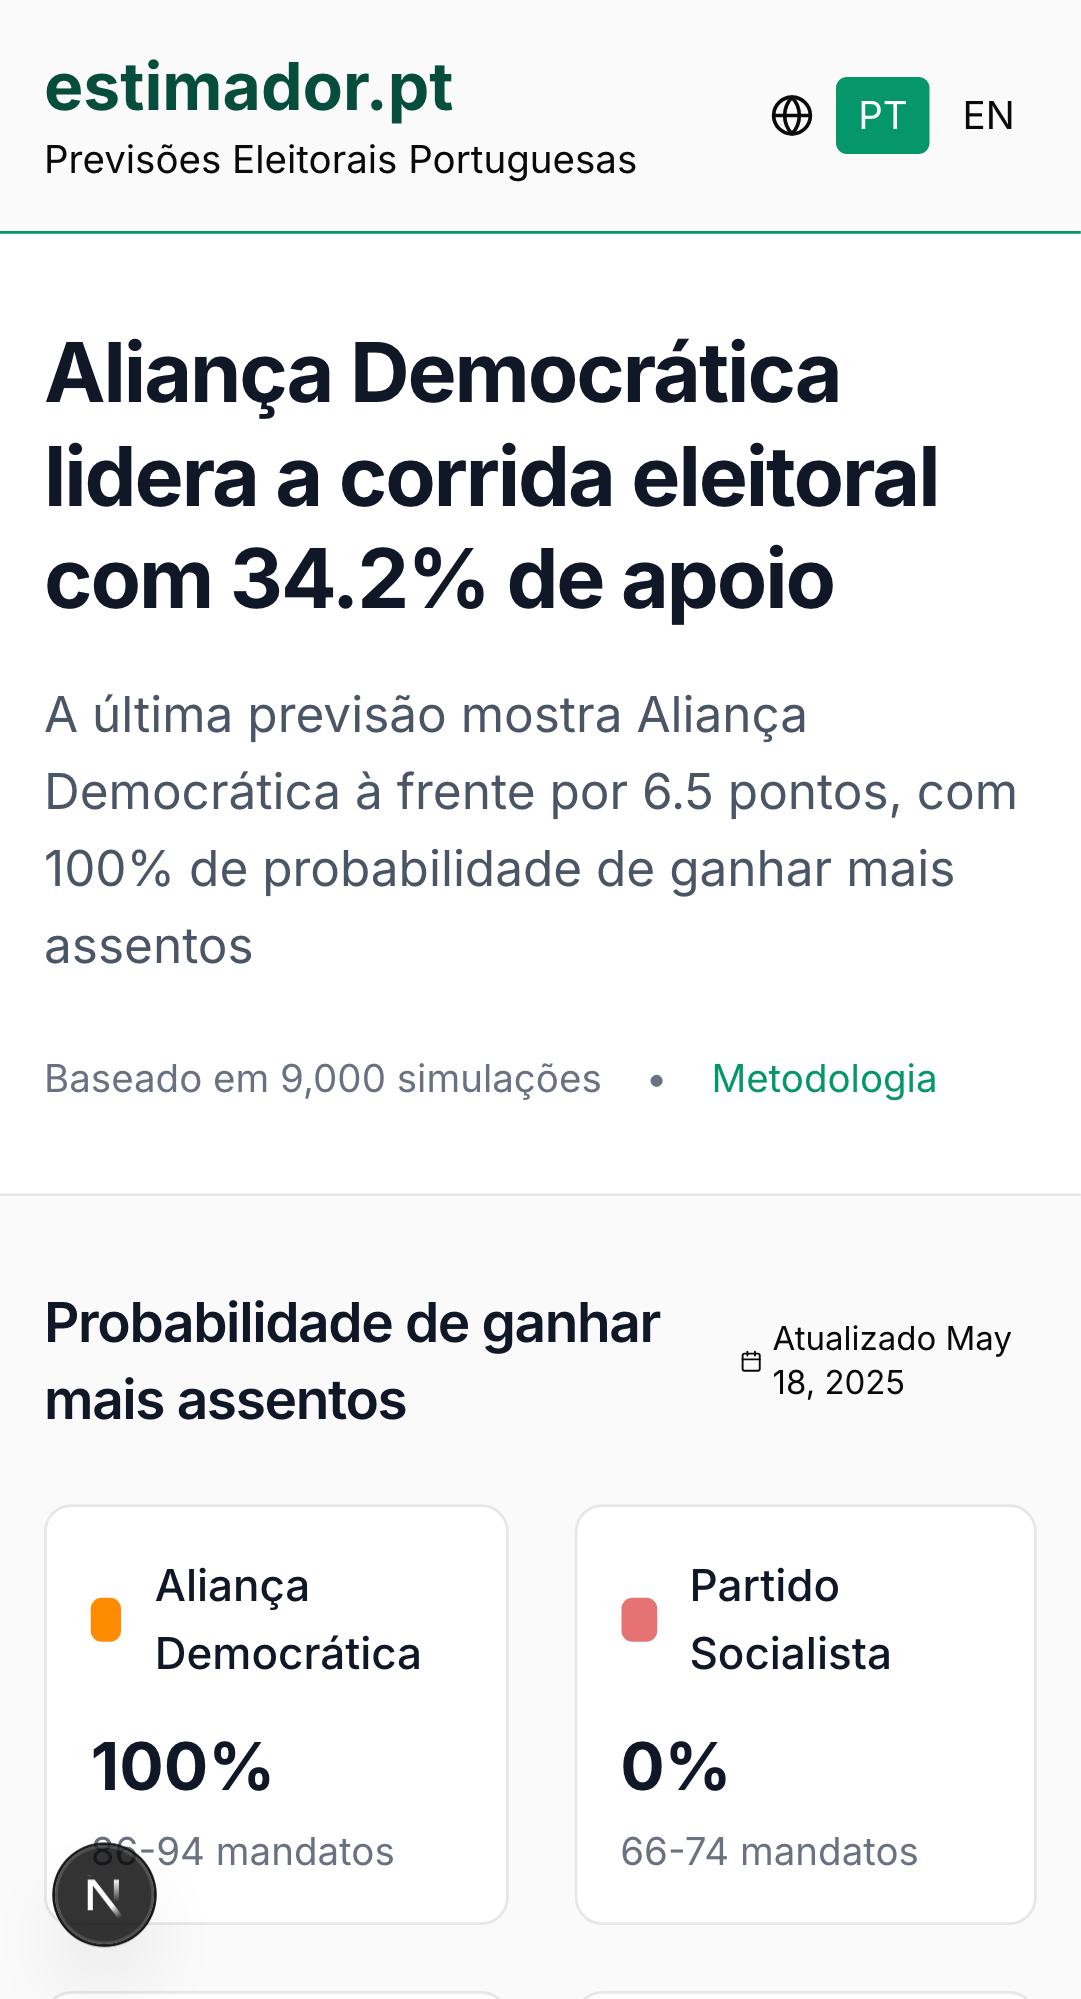 estimador.pt
Previsões Eleitorais Portuguesas
PT
EN
Aliança Democrática
lidera a corrida eleitoral
com 34.2% de apoio
A última previsão mostra Aliança
Democrática à frente por 6.5 pontos, com
100% de probabilidade de ganhar mais
assentos
Baseado em 9,000 simulações • Metodologia
Probabilidade de ganhar
mais assentos
Atualizado May
18, 2025
Aliança
Democrática
100%
86-94 mandatos
Partido
Socialista
0%
66-74 mandatos
N